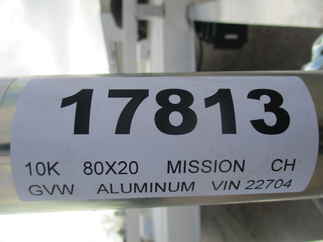 17813
10K 80X20 MISSION CH
GVW ALUMINUM VIN 22704